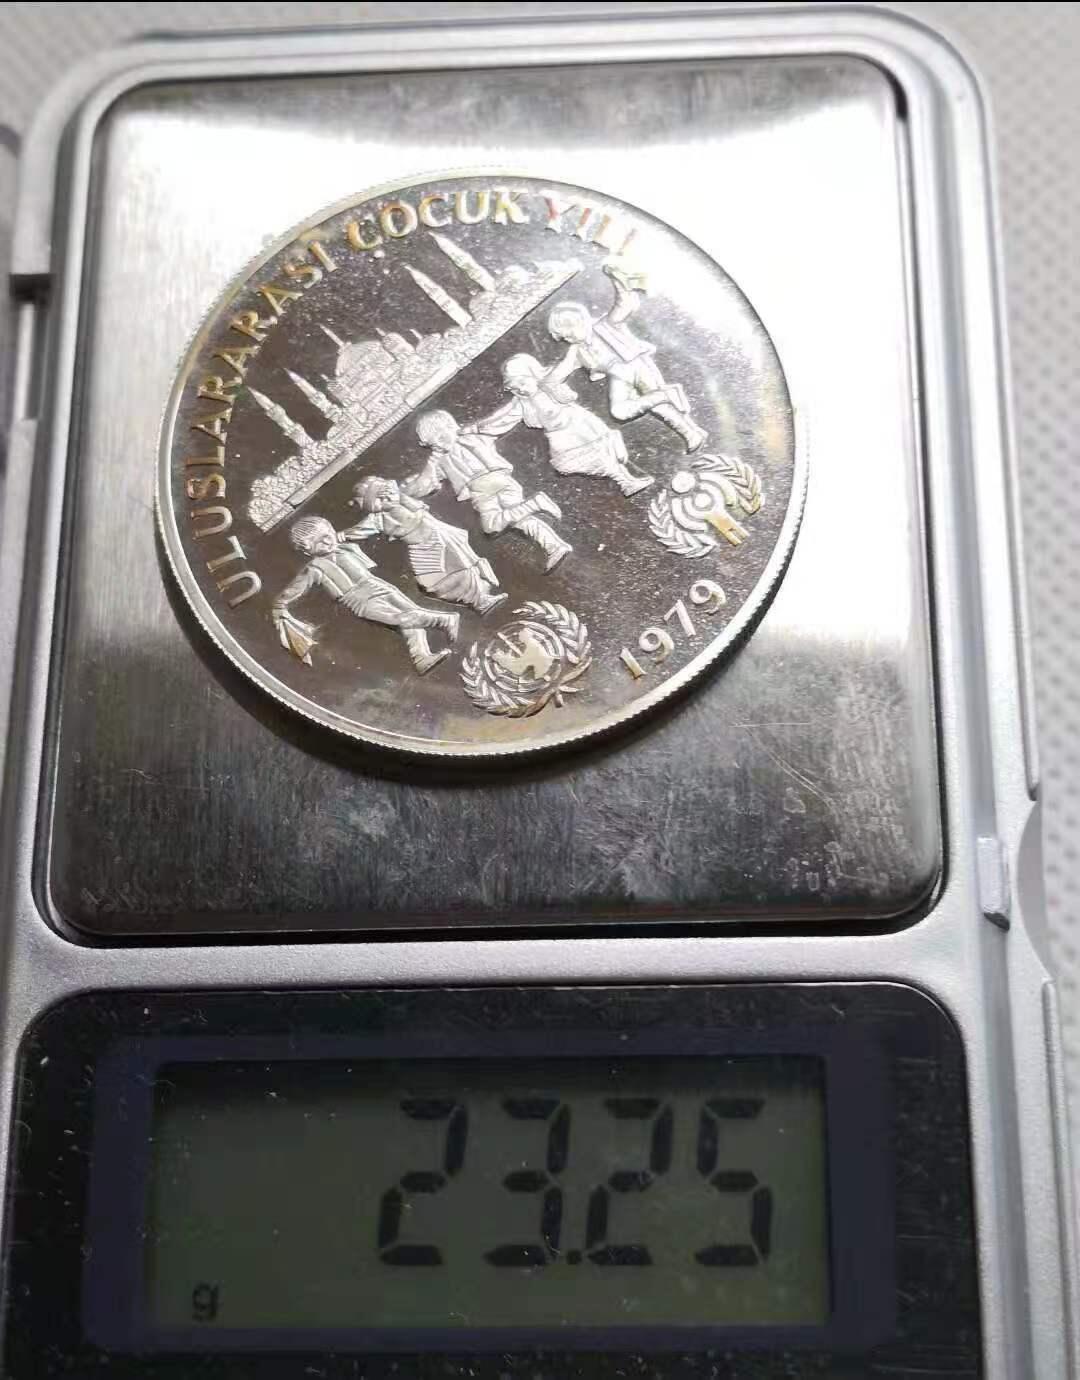 ULUSLARARASI ÇOCUK YILI
1979
23.25
g